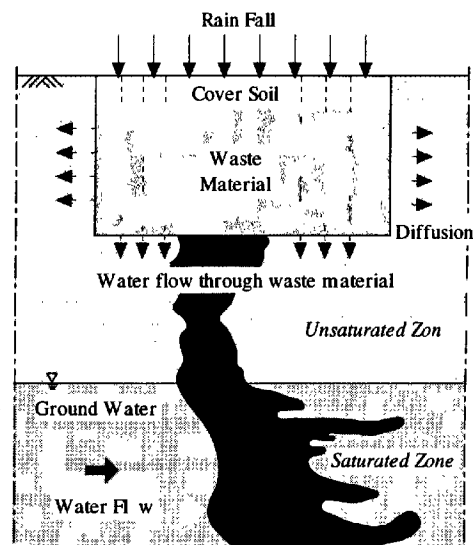 Rain Fall
Cover Soil
Waste
Material
Diffusion
Water flow through waste material
Unsaturated Zon
Ground Water
Saturated Zone
Water Fl w